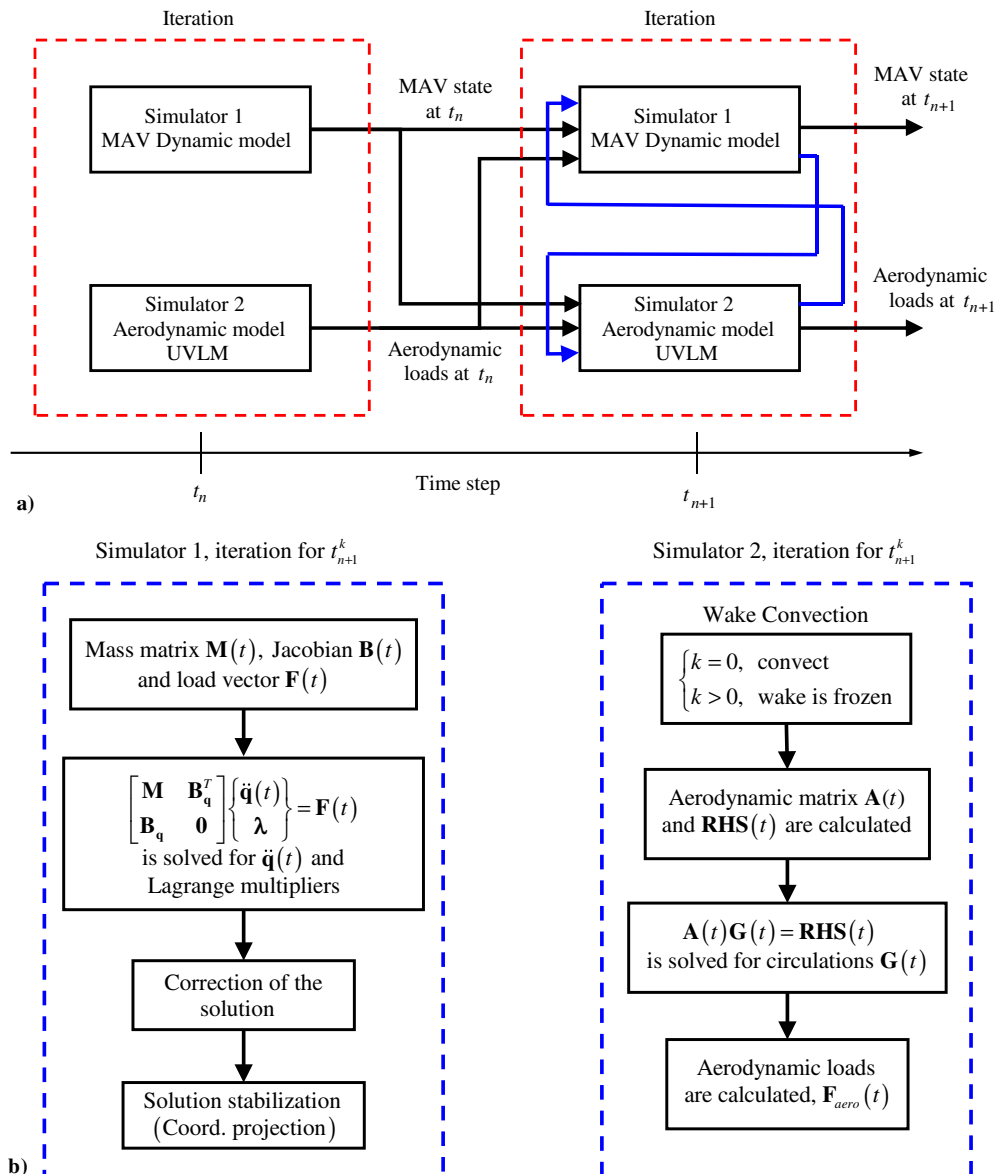 Iteration
Iteration
Simulator 1
MAV Dynamic model
MAV state
at t_n
Simulator 1
MAV Dynamic model
MAV state
at t_{n+1}
Simulator 2
Aerodynamic model
UVLM
Aerodynamic
loads at t_n
Simulator 2
Aerodynamic model
UVLM
Aerodynamic
loads at t_{n+1}
t_n
Time step
t_{n+1}
a)
Simulator 1, iteration for t_{n+1}^k
Mass matrix M(t), Jacobian B(t)
and load vector F(t)
[M B_q^T; B_q 0]{q̈(t); λ} = F(t)
is solved for q̈(t) and
Lagrange multipliers
Correction of the
solution
Solution stabilization
(Coord. projection)
Simulator 2, iteration for t_{n+1}^k
Wake Convection
{k = 0, convect
k > 0, wake is frozen
Aerodynamic matrix A(t)
and RHS(t) are calculated
A(t)G(t) = RHS(t)
is solved for circulations G(t)
Aerodynamic loads
are calculated, F_{aero}(t)
b)